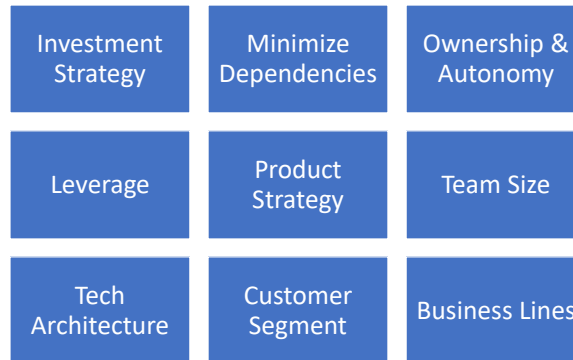 Investment
Strategy
Minimize
Dependencies
Ownership &
Autonomy
Leverage
Product
Strategy
Team Size
Tech
Architecture
Customer
Segment
Business Lines